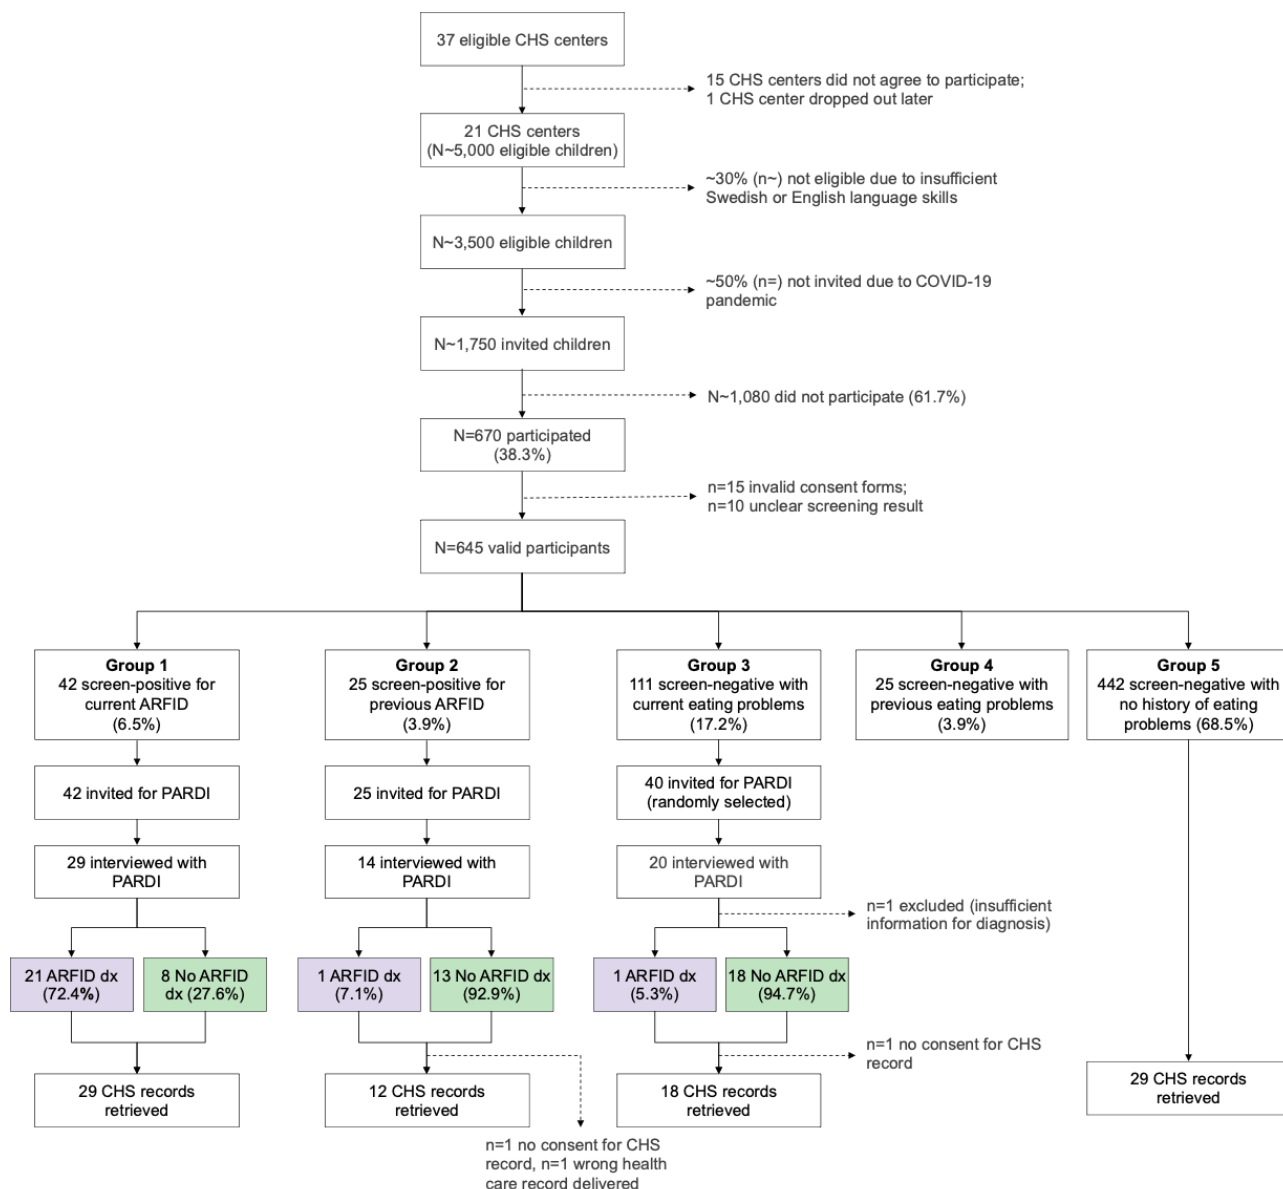 37 eligible CHS centers
15 CHS centers did not agree to participate;
1 CHS center dropped out later
21 CHS centers
(N~5,000 eligible children)
~30% (n~) not eligible due to insufficient
Swedish or English language skills
N~3,500 eligible children
~50% (n=) not invited due to COVID-19
pandemic
N~1,750 invited children
N~1,080 did not participate (61.7%)
N=670 participated
(38.3%)
n=15 invalid consent forms;
n=10 unclear screening result
N=645 valid participants
Group 1
42 screen-positive for
current ARFID
(6.5%)
Group 2
25 screen-positive for
previous ARFID
(3.9%)
Group 3
111 screen-negative with
current eating problems
(17.2%)
Group 4
25 screen-negative with
previous eating problems
(3.9%)
Group 5
442 screen-negative with
no history of eating
problems (68.5%)
42 invited for PARDI
25 invited for PARDI
40 invited for PARDI
(randomly selected)
29 interviewed with
PARDI
14 interviewed with
PARDI
20 interviewed with
PARDI
n=1 excluded (insufficient
information for diagnosis)
21 ARFID dx
(72.4%)
8 No ARFID
dx (27.6%)
1 ARFID dx
(7.1%)
13 No ARFID dx
(92.9%)
1 ARFID dx
(5.3%)
18 No ARFID dx
(94.7%)
n=1 no consent for CHS
record
29 CHS records
retrieved
12 CHS records
retrieved
18 CHS records
retrieved
29 CHS records
retrieved
n=1 no consent for CHS
record, n=1 wrong health
care record delivered